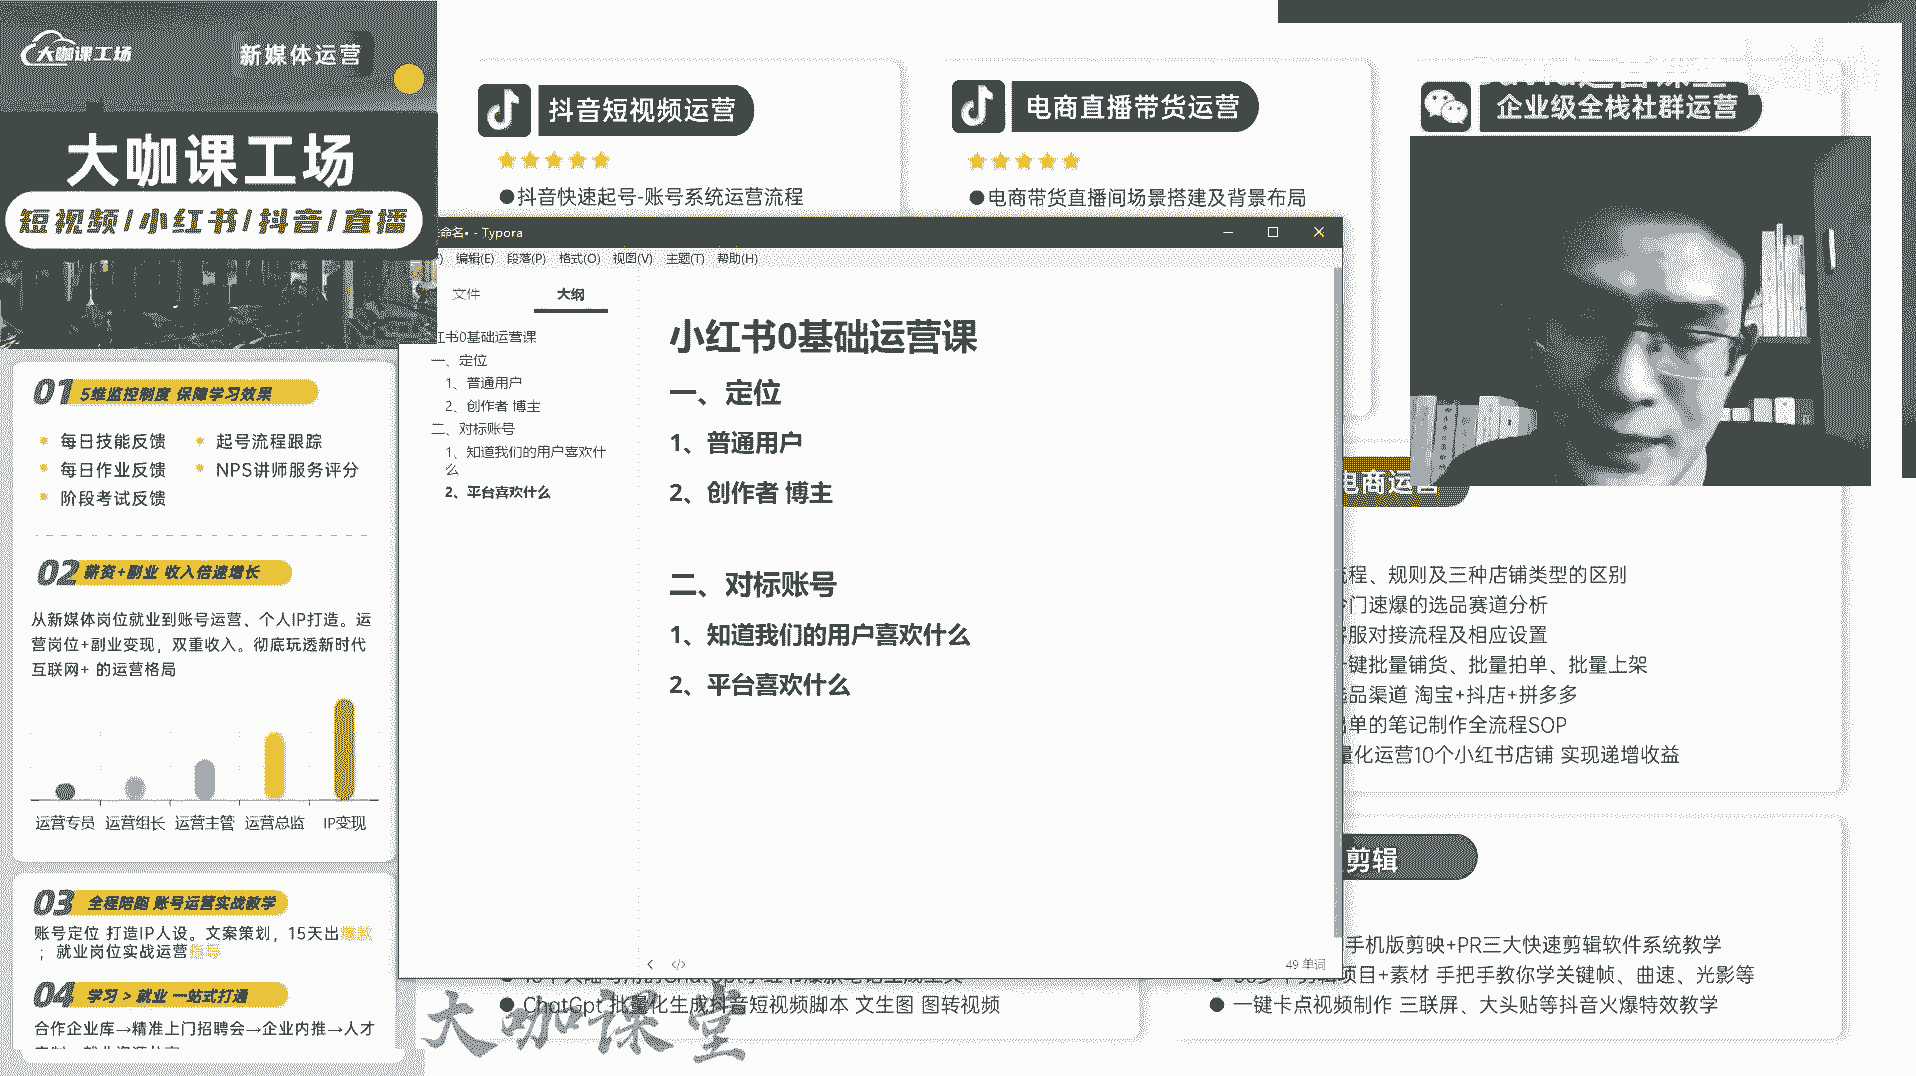 大咖课工场
新媒体运营
大咖课工场
短视频/小红书/抖音/直播
01 5维监控制度 保障学习效果
每日技能反馈
起号流程跟踪
每日作业反馈
NPS讲师服务评分
阶段考试反馈
02 薪资+副业 收入倍速增长
从新媒体岗位就业到账号运营、个人IP打造。运
营岗位+副业变现，双重收入。彻底玩透新时代
互联网+ 的运营格局
运营专员 运营组长 运营主管 运营总监 IP变现
03 全程陪跑 账号运营实战教学
账号定位 打造IP人设。文案策划，15天出爆款
；就业岗位实战运营指导
04 学习 > 就业 一站式打通
合作企业库→精准上门招聘会→企业内推→人才
抖音短视频运营
●抖音快速起号-账号系统运营流程
电商直播带货运营
●电商带货直播间场景搭建及背景布局
企业级全栈社群运营
命名• - Typora
编辑(E) 段落(P) 格式(O) 视图(V) 主题(T) 帮助(H)
文件 大纲
红书0基础运营课
一、定位
1、普通用户
2、创作者 博主
二、对标账号
1、知道我们的用户喜欢什
么
2、平台喜欢什么
小红书0基础运营课
一、定位
1、普通用户
2、创作者 博主
二、对标账号
1、知道我们的用户喜欢什么
2、平台喜欢什么
49 单词
电商运营
程、规则及三种店铺类型的区别
门速爆的选品赛道分析
服对接流程及相应设置
键批量铺货、批量拍单、批量上架
品渠道 淘宝+抖店+拼多多
单的笔记制作全流程SOP
量化运营10个小红书店铺 实现递增收益
剪辑
手机版剪映+PR三大快速剪辑软件系统教学
项目+素材 手把手教你学关键帧、曲速、光影等
● 一键卡点视频制作 三联屏、大头贴等抖音火爆特效教学
● ChatGpt 批量化生成抖音短视频脚本 文生图 图转视频
大咖课堂